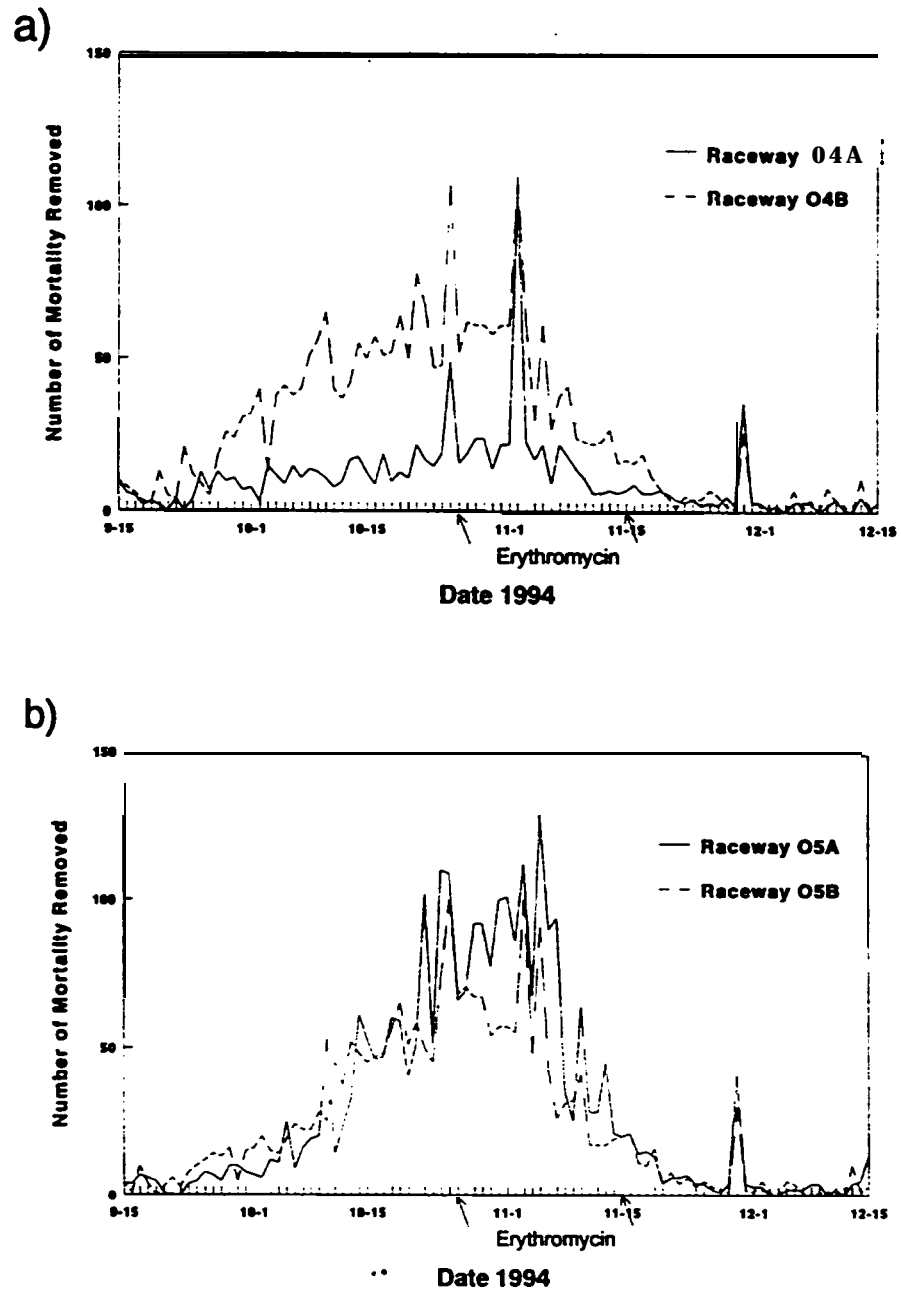 a)
150
100
50
0
Number of Mortality Removed
Raceway 04A
Raceway O4B
9-15 10-1 10-15 11-1 11-15 12-1 12-15
Erythromycin
Date 1994
b)
150
100
50
0
Number of Mortality Removed
Raceway O5A
Raceway O5B
9-15 10-1 10-15 11-1 11-15 12-1 12-15
Erythromycin
Date 1994